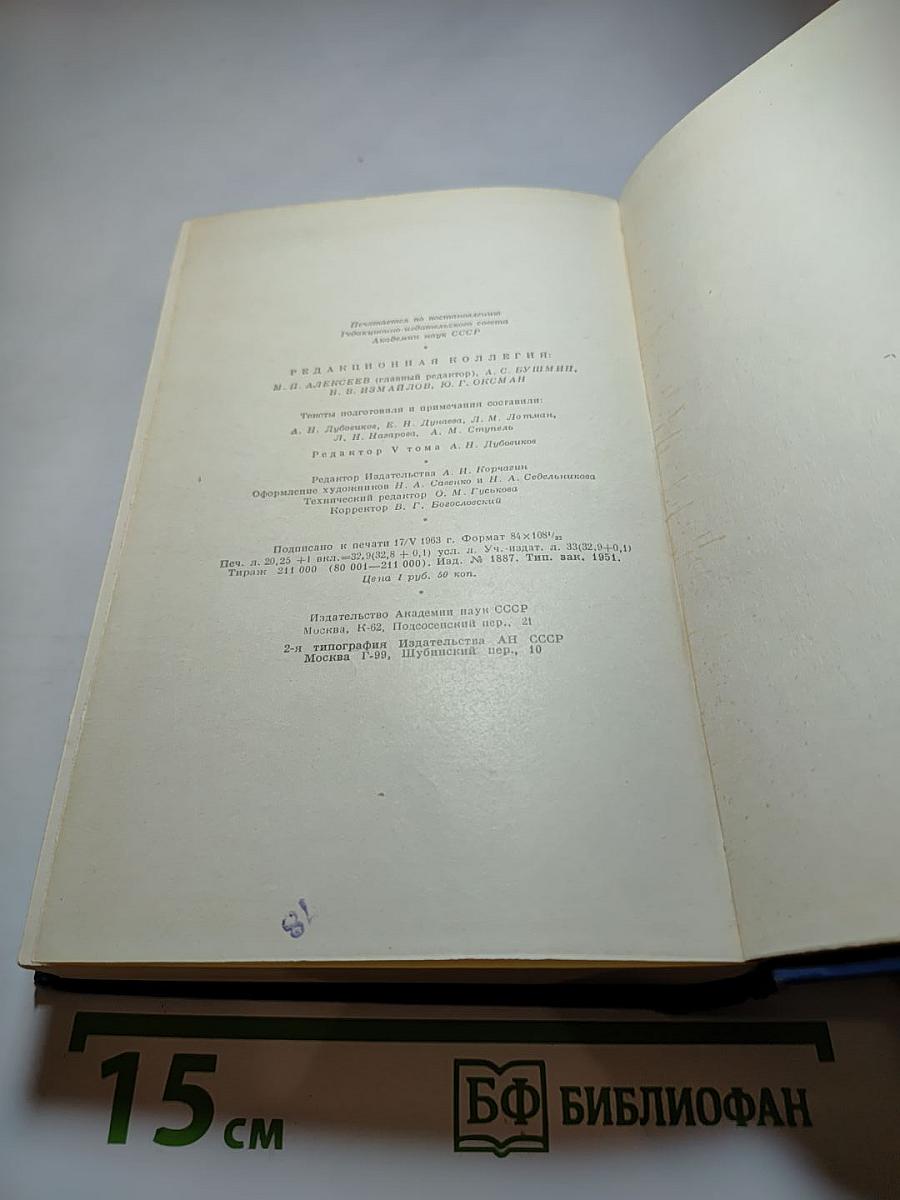 Печатается по постановлению
Редакционно-издательского совета
Академии наук СССР
*
РЕДАКЦИОННАЯ КОЛЛЕГИЯ:
М. П. АЛЕКСЕЕВ (главный редактор), А. С. БУШМИН,
Н. В. ИЗМАЙЛОВ, Ю. Г. ОКСМАН
Тексты подготовили и примечания составили:
А. И. Дубовиков, Е. Н. Дунаева, Л. М. Лотман,
Л. Н. Назарова, А. М. Ступель
Редактор V тома А. Н. Дубовиков
*
Редактор Издательства А. И. Корчагин
Оформление художников Н. А. Савенко и Н. А. Седельникова
Технический редактор О. М. Гуськова
Корректор В. Г. Богословский
*
Подписано к печати 17/V 1963 г. Формат 84×108¹/₃₂
Печ. л. 20,25 +1 вкл.=32,9(32,8 + 0,1) усл. л. Уч.-издат. л. 33(32,9+0,1)
Тираж 211 000 (80 001—211 000). Изд. № 1887. Тип. зак. 1951.
Цена 1 руб. 50 коп.
*
Издательство Академии наук СССР
Москва, К-62, Подсосенский пер., 21
2-я типография Издательства АН СССР
Москва Г-99, Шубинский пер., 10
81
15 см
БФ БИБЛИОФАН